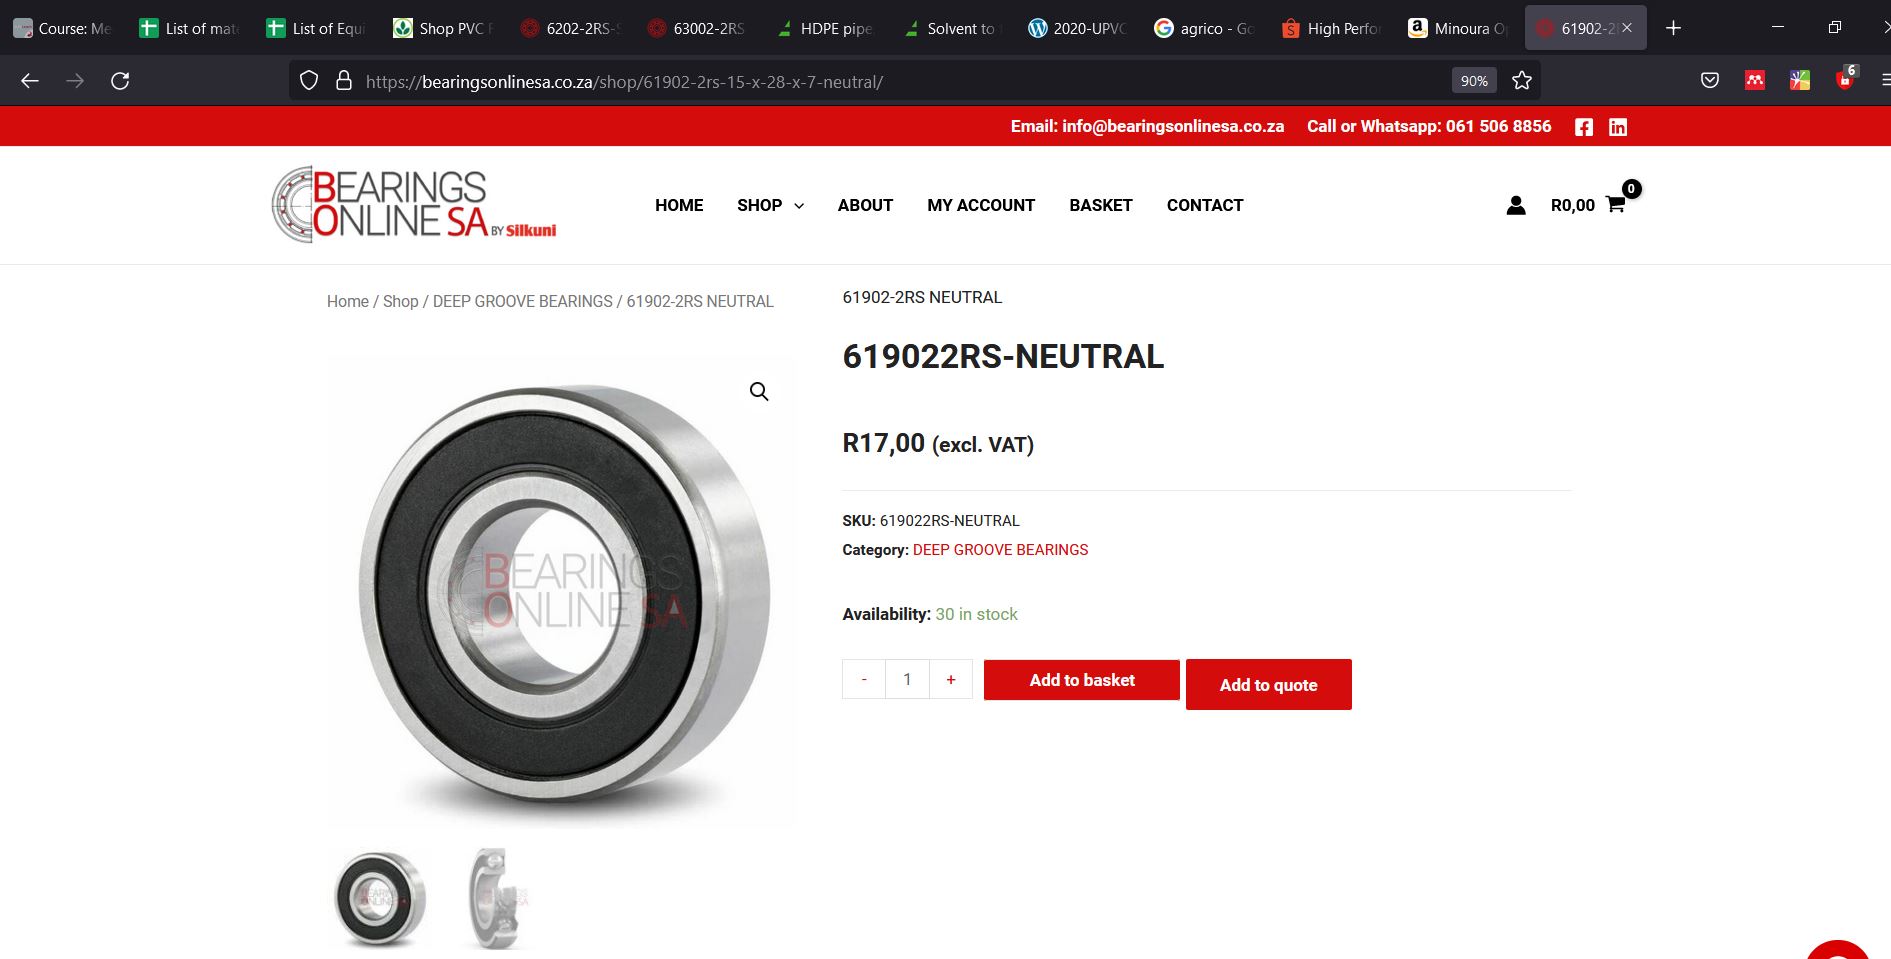 Course: Me
List of mate
List of Equi
Shop PVC F
6202-2RS-S
63002-2RS
HDPE pipe,
Solvent to
2020-UPVC
agrico - Go
High Perfor
Minoura Op
61902-2R
https://bearingsonlinesa.co.za/shop/61902-2rs-15-x-28-x-7-neutral/
90%
6
Email: info@bearingsonlinesa.co.za Call or Whatsapp: 061 506 8856
BEARINGS
ONLINE SA BY Silkuni
HOME SHOP ABOUT MY ACCOUNT BASKET CONTACT
R0,00 0
Home / Shop / DEEP GROOVE BEARINGS / 61902-2RS NEUTRAL
61902-2RS NEUTRAL
619022RS-NEUTRAL
R17,00 (excl. VAT)
SKU: 619022RS-NEUTRAL
Category: DEEP GROOVE BEARINGS
Availability: 30 in stock
- 1 + Add to basket Add to quote
BEARINGS
ONLINE SA